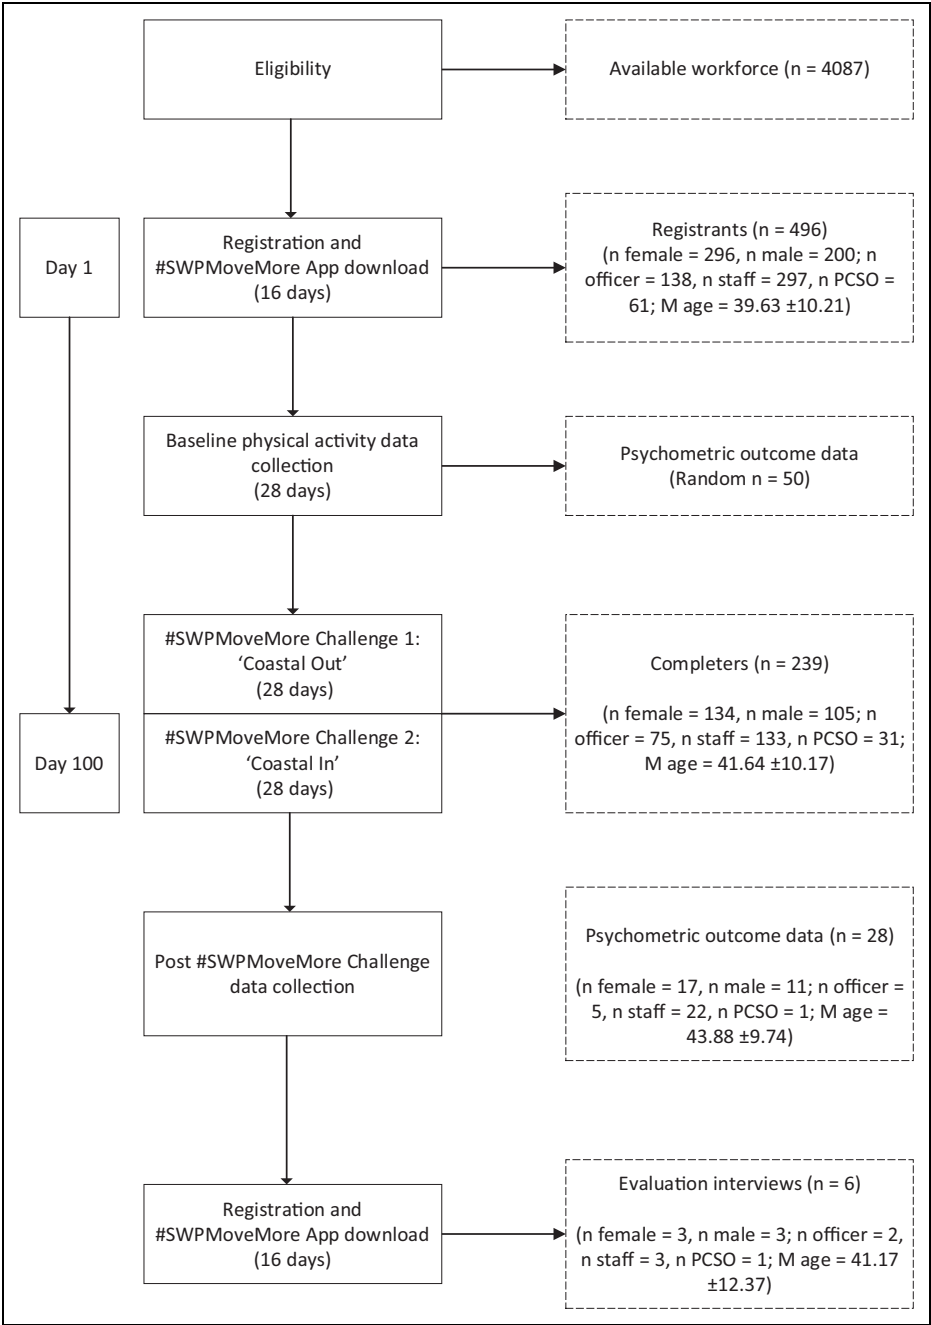 Eligibility
Available workforce (n = 4087)
Day 1
Registration and
#SWPMoveMore App download
(16 days)
Registrants (n = 496)
(n female = 296, n male = 200; n
officer = 138, n staff = 297, n PCSO =
61; M age = 39.63 ±10.21)
Baseline physical activity data
collection
(28 days)
Psychometric outcome data
(Random n = 50)
#SWPMoveMore Challenge 1:
‘Coastal Out’
(28 days)
Day 100
#SWPMoveMore Challenge 2:
‘Coastal In’
(28 days)
Completers (n = 239)
(n female = 134, n male = 105; n
officer = 75, n staff = 133, n PCSO = 31;
M age = 41.64 ±10.17)
Post #SWPMoveMore Challenge
data collection
Psychometric outcome data (n = 28)
(n female = 17, n male = 11; n officer =
5, n staff = 22, n PCSO = 1; M age =
43.88 ±9.74)
Registration and
#SWPMoveMore App download
(16 days)
Evaluation interviews (n = 6)
(n female = 3, n male = 3; n officer = 2,
n staff = 3, n PCSO = 1; M age = 41.17
±12.37)